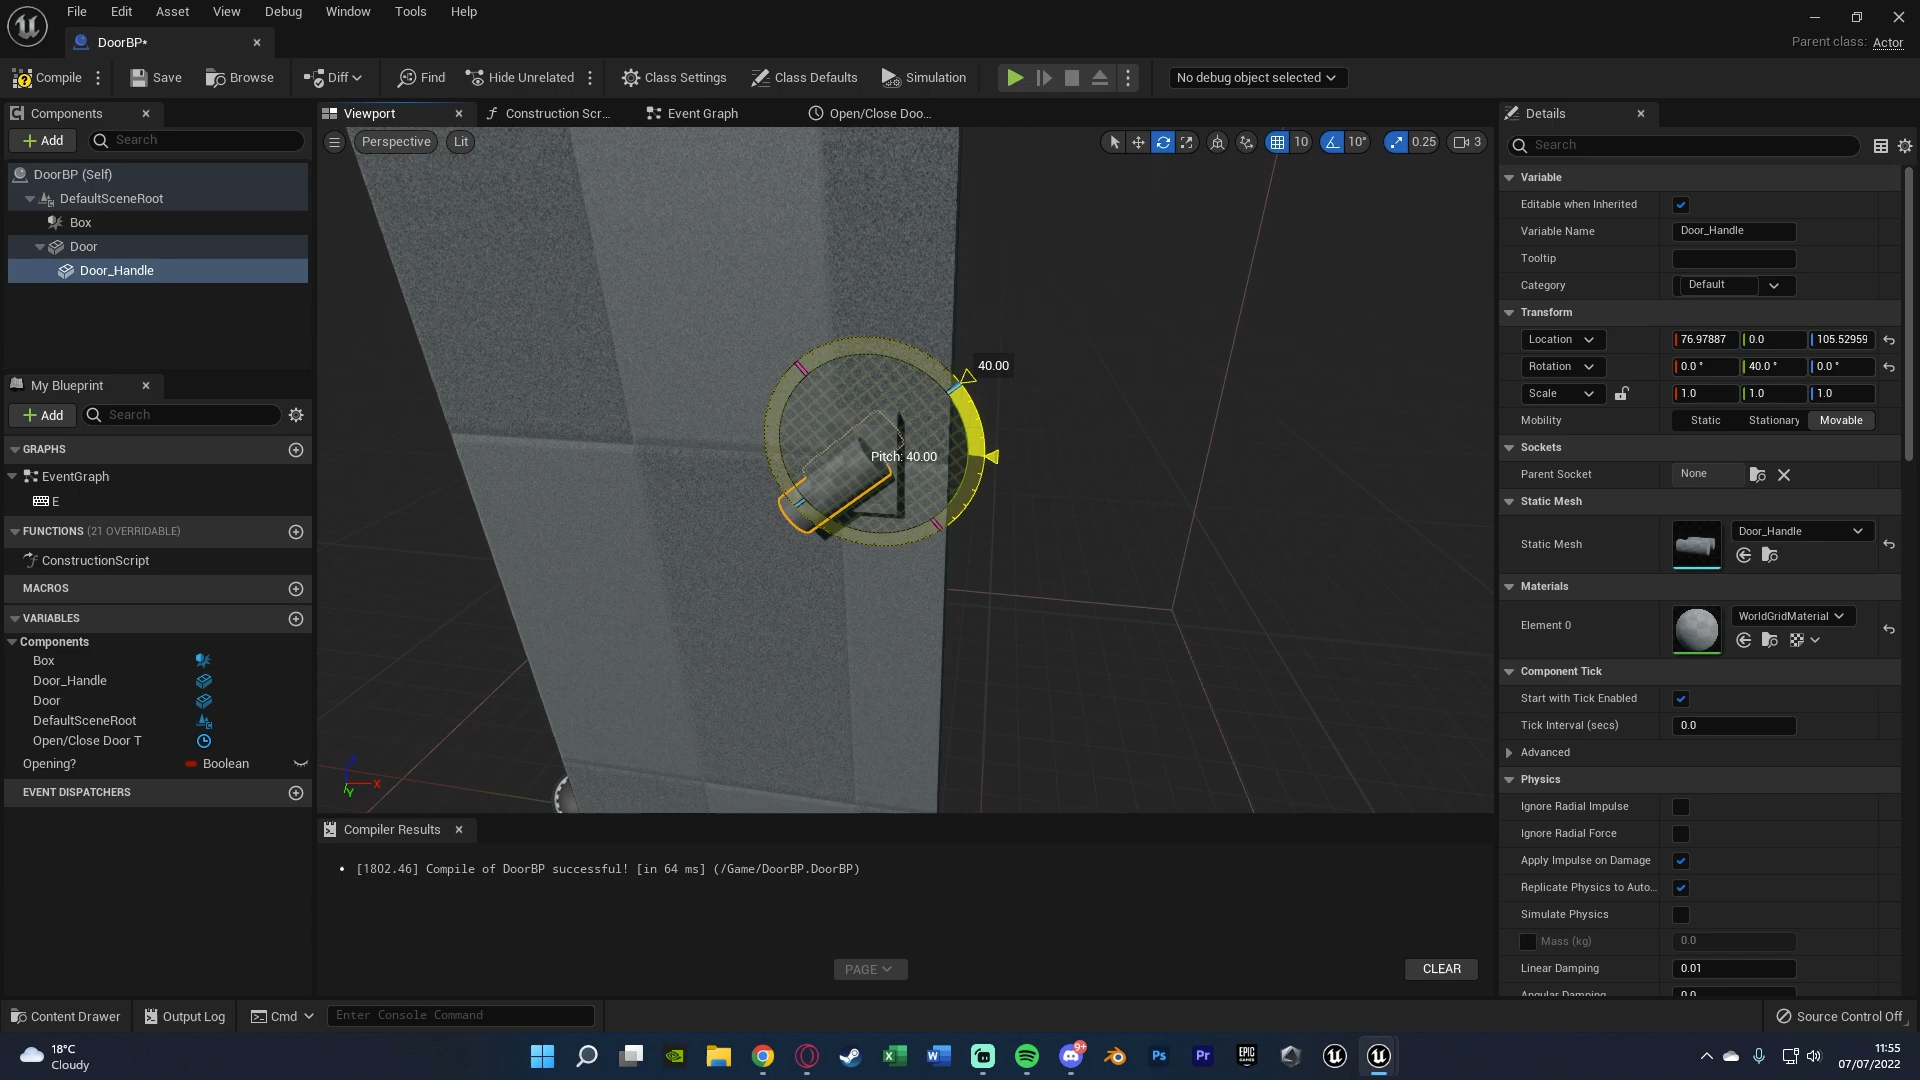 File Edit Asset View Debug Window Tools Help
DoorBP*
Parent class: Actor
Compile Save Browse Diff Find Hide Unrelated Class Settings Class Defaults Simulation No debug object selected
Components
Add Search
DoorBP (Self)
DefaultSceneRoot
Box
Door
Door_Handle
My Blueprint
Add Search
GRAPHS
EventGraph
E
FUNCTIONS (21 OVERRIDABLE)
ConstructionScript
MACROS
VARIABLES
Components
Box
Door_Handle
Door
DefaultSceneRoot
Open/Close Door T
Opening? Boolean
EVENT DISPATCHERS
Viewport Construction Scr... Event Graph Open/Close Doo...
Perspective Lit 10 10° 0.25 3
40.00
Pitch: 40.00
X
Y
Compiler Results
• [1802.46] Compile of DoorBP successful! [in 64 ms] (/Game/DoorBP.DoorBP)
PAGE CLEAR
Details
Search
Variable
Editable when Inherited
Variable Name Door_Handle
Tooltip
Category Default
Transform
Location 76.97887 0.0 105.52959
Rotation 0.0 ° 40.0 ° 0.0 °
Scale 1.0 1.0 1.0
Mobility Static Stationary Movable
Sockets
Parent Socket None
Static Mesh
Static Mesh Door_Handle
Materials
Element 0 WorldGridMaterial
Component Tick
Start with Tick Enabled
Tick Interval (secs) 0.0
Advanced
Physics
Ignore Radial Impulse
Ignore Radial Force
Apply Impulse on Damage
Replicate Physics to Auto...
Simulate Physics
Mass (kg) 0.0
Linear Damping 0.01
Angular Damping 0.0
Content Drawer Output Log Cmd Enter Console Command Source Control Off
18°C
Cloudy
9+
EPIC GAMES
Ps Pr
11:55
07/07/2022